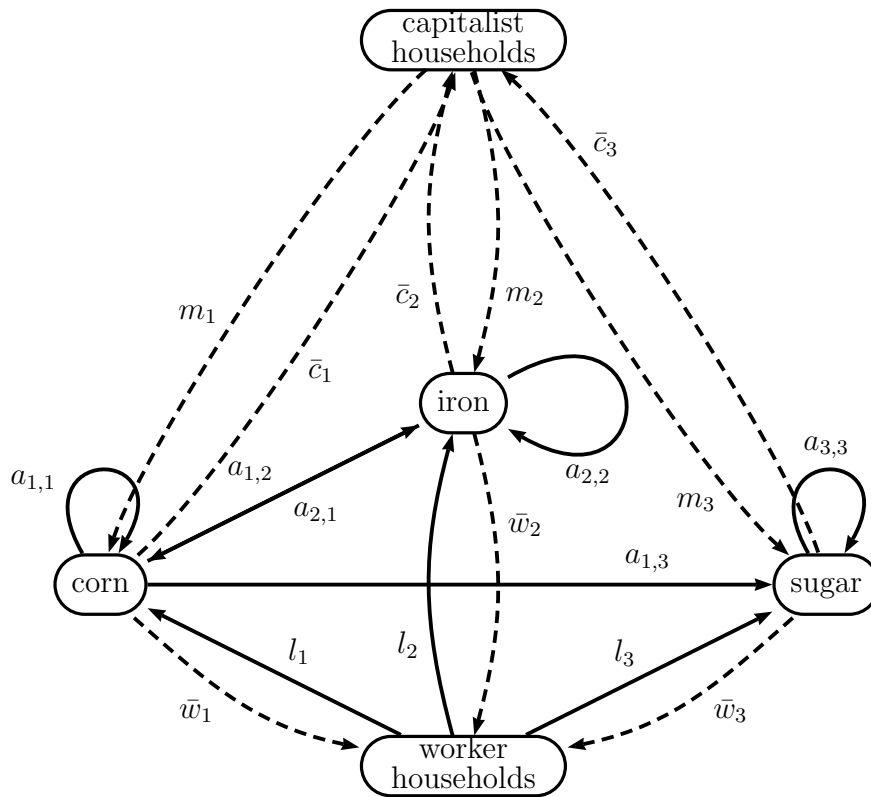 capitalist
households
c̄₃
m₁
c̄₂
m₂
c̄₁
iron
a₁,₁
a₁,₂
a₂,₂
a₃,₃
a₂,₁
w̄₂
m₃
a₁,₃
corn
sugar
l₁
l₂
l₃
w̄₁
w̄₃
worker
households